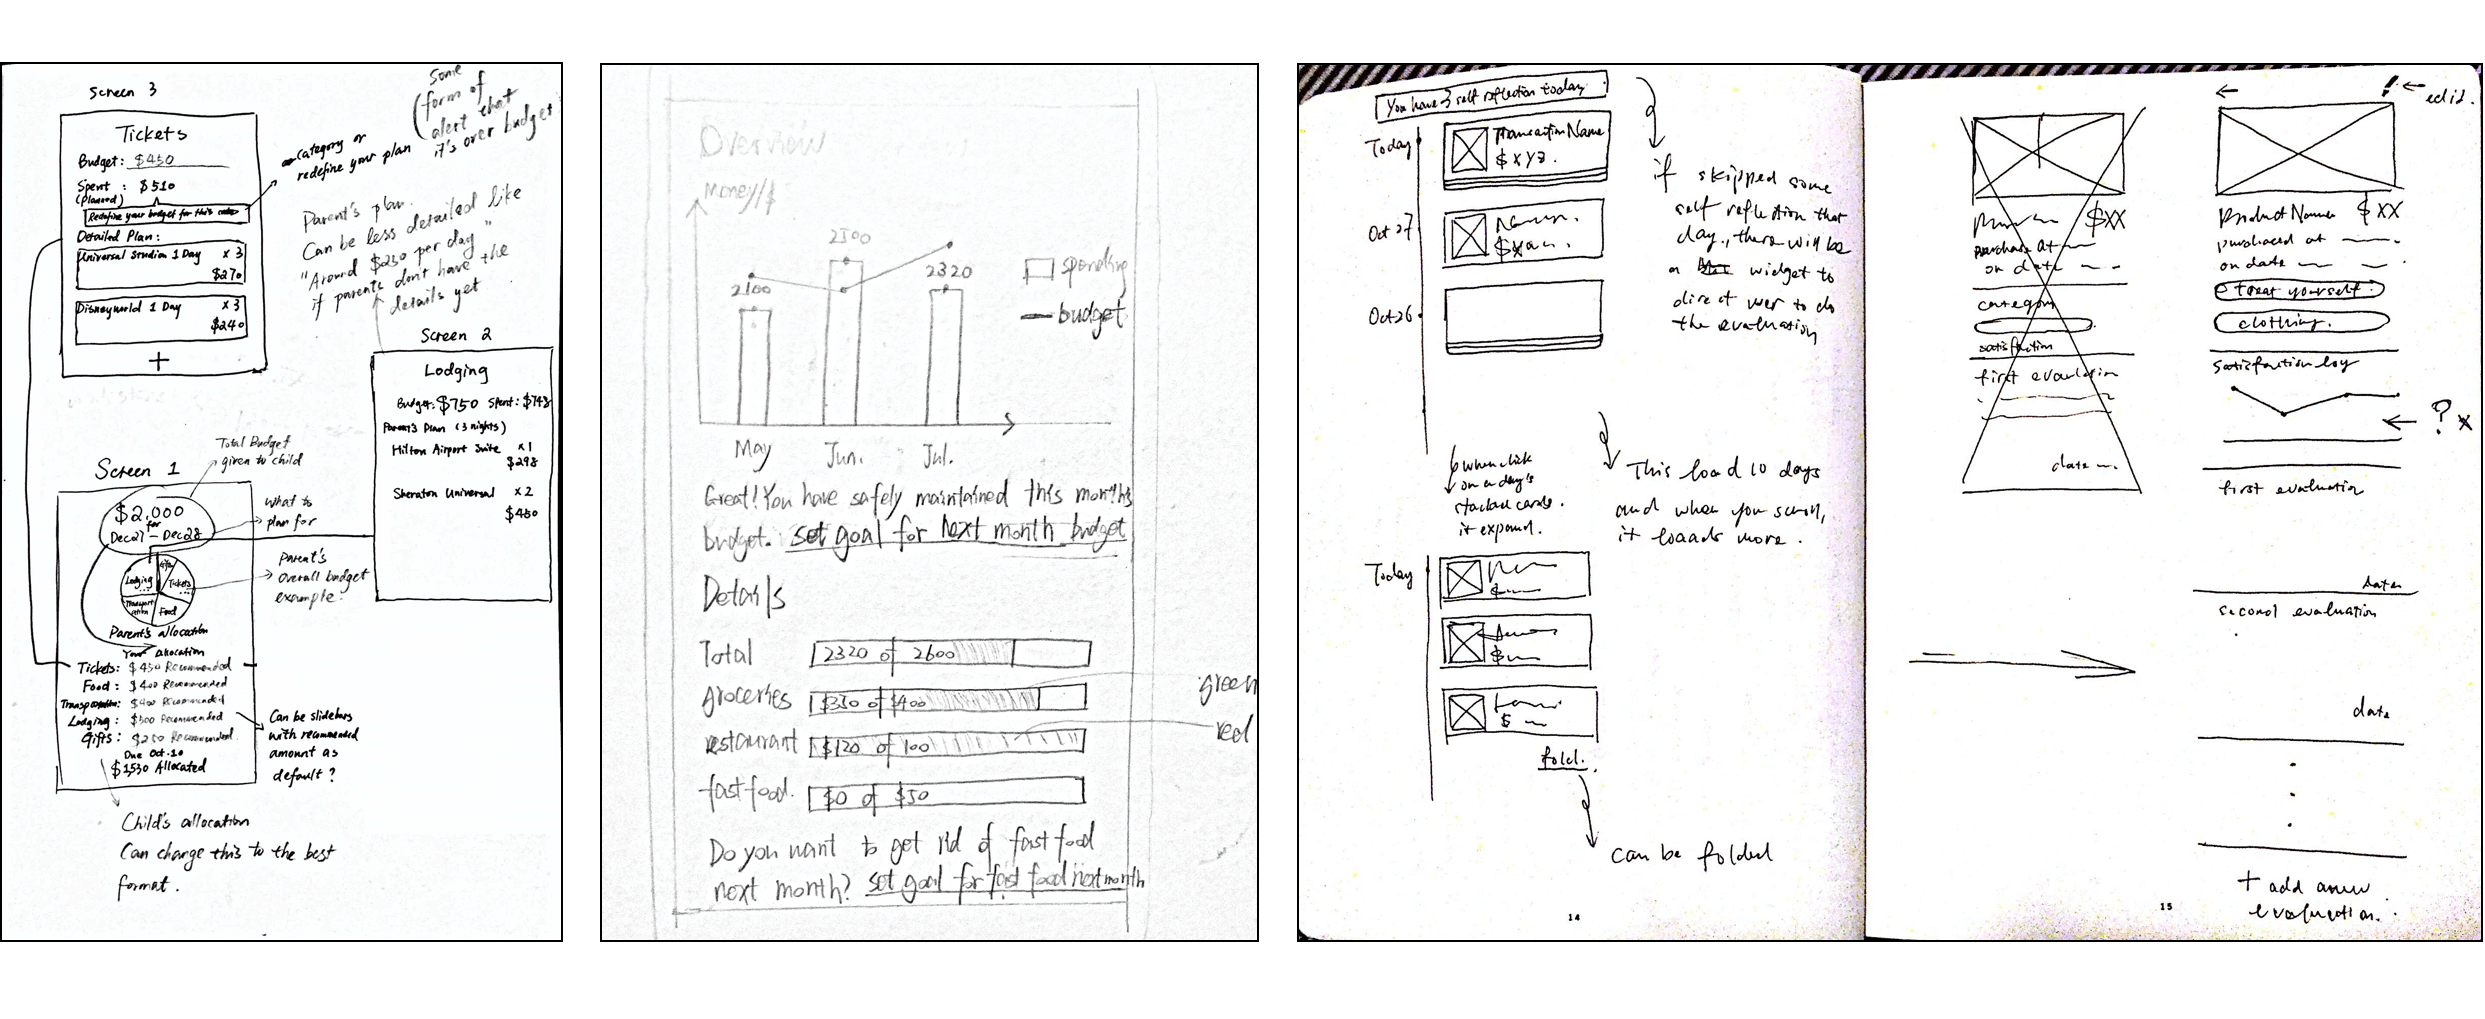 Screen 3
Tickets
Budget: $450
Spent : $510
(planned)
Redefine your budget for this
Detailed Plan:
Universal Studion 1 Day x 3
$270
Disneyworld 1 Day x 3
$240
+
category or
redefine your plan
(Some
form of
alert that
it's over budget
Parent's plan.
Can be less detailed like
"Around $250 per day"
if parents don't have the
details yet
Screen 2
Lodging
Budget: $750 Spent: $748
Parent's Plan (3 nights)
Hilton Airport Suite x1
$298
Sheraton Universal x2
$450
Screen 1
Total Budget
given to child
$2,000
for
Dec 21 - Dec 28
what to
plan for
Lodging
Gifts
Tickets
Transportation
Food
Parent's
overall budget
example.
Parent's allocation
Your allocation
Tickets: $450 Recommended
Food: $400 Recommended
Transportation: $400 Recommended
Lodging: $500 Recommended
Gifts: $250 Recommended
Due Oct.10
$1530 Allocated
Can be slidebars
with recommended
amount as
default?
Child's allocation
Can change this to the best
format.
Overview
Money/$
2100
2500
2320
spending
budget
May Jun. Jul.
Great! You have safely maintained this month's
budget. set goal for next month budget
Details
Total 2320 of 2600
groceries $350 of $400
green
restaurant $120 of 100
red
fast food. $0 of $50
Do you want to get rid of fast food
next month? set goal for fast food next month
You have 3 self reflection today
Today
Transaction Name
$ XYZ.
Oct 27
Oct 26
if skipped some
self reflection that
day., there will be
a widget to
direct user to do
the evaluation
when click
on a day's
stacked cards.
it expand.
This load 10 days
and when you scroll,
it loads more.
Today
fold.
can be folded
14
$XX
purchase at
on date
category
satisfaction
first evaluation
date
← ! ← edit.
Product Name $XX
purchased at
on date
treat yourself
clothing.
satisfaction log
← ? x
first evaluation
date
second evaluation
date
+ add a new
evaluation.
15